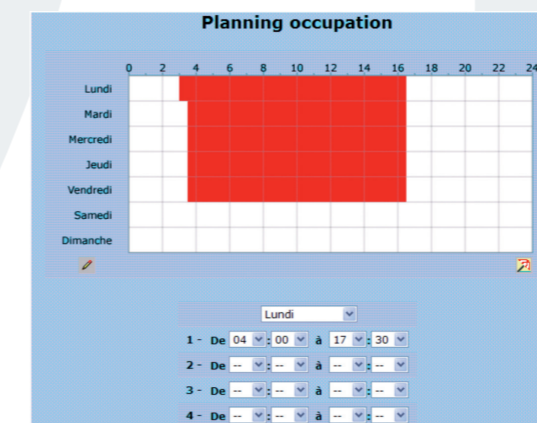 Planning occupation
0 2 4 6 8 10 12 14 16 18 20 22 24
Lundi
Mardi
Mercredi
Jeudi
Vendredi
Samedi
Dimanche
Lundi
1 - De 04 : 00 à 17 : 30
2 - De -- : -- à -- : --
3 - De -- : -- à -- : --
4 - De -- : -- à -- : --